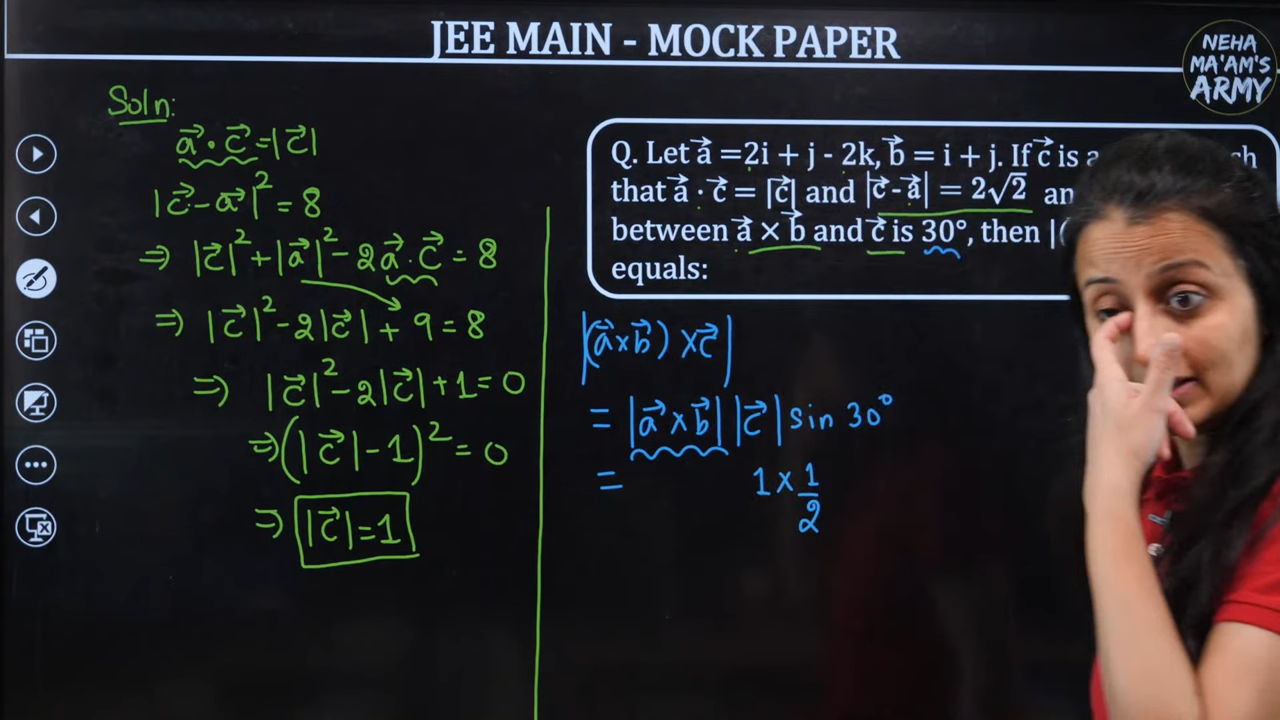 JEE MAIN - MOCK PAPER
NEHA
MA'AM'S
ARMY
Soln:
a⃗ · c⃗ = |c⃗|
|c⃗ - a⃗|² = 8
⇒ |c⃗|² + |a⃗|² - 2a⃗ · c⃗ = 8
⇒ |c⃗|² - 2|c⃗| + 9 = 8
⇒ |c⃗|² - 2|c⃗| + 1 = 0
⇒ (|c⃗| - 1)² = 0
⇒ |c⃗| = 1
Q. Let a⃗ = 2i + j - 2k, b⃗ = i + j. If c⃗ is a
that a⃗ · c⃗ = |c⃗| and |c⃗ - a⃗| = 2√2
between a⃗ × b⃗ and c⃗ is 30°, then |(
equals:
|(a⃗ × b⃗) × c⃗|
= |a⃗ × b⃗| |c⃗| sin 30°
= 1 × 1/2